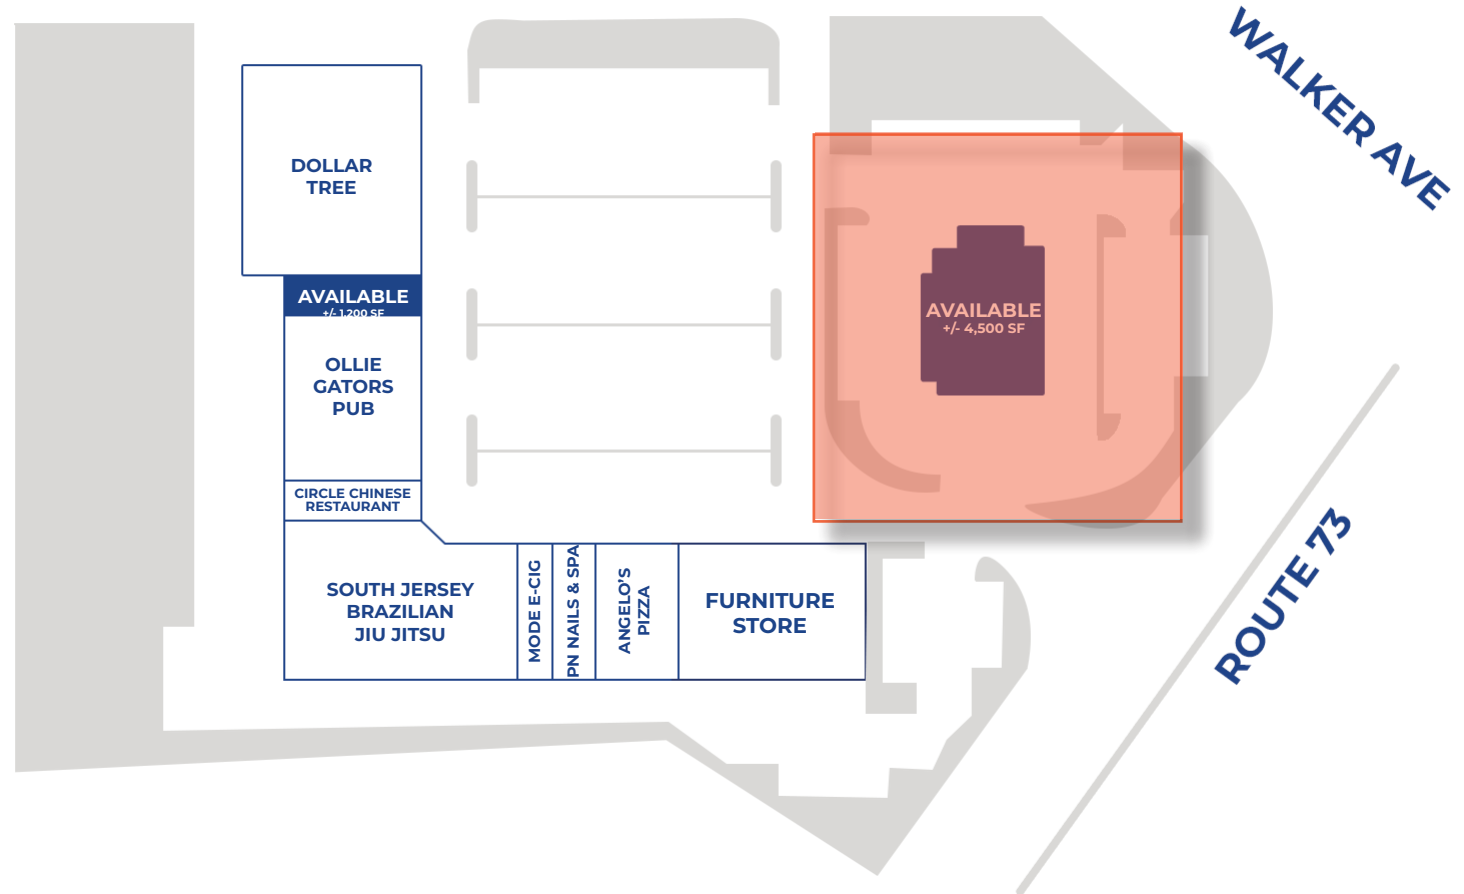 WALKER AVE
DOLLAR
TREE
AVAILABLE
+/- 1,200 SF
OLLIE
GATORS
PUB
CIRCLE CHINESE
RESTAURANT
SOUTH JERSEY
BRAZILIAN
JIU JITSU
MODE E-CIG
PN NAILS & SPA
ANGELO'S
PIZZA
FURNITURE
STORE
AVAILABLE
+/- 4,500 SF
ROUTE 73